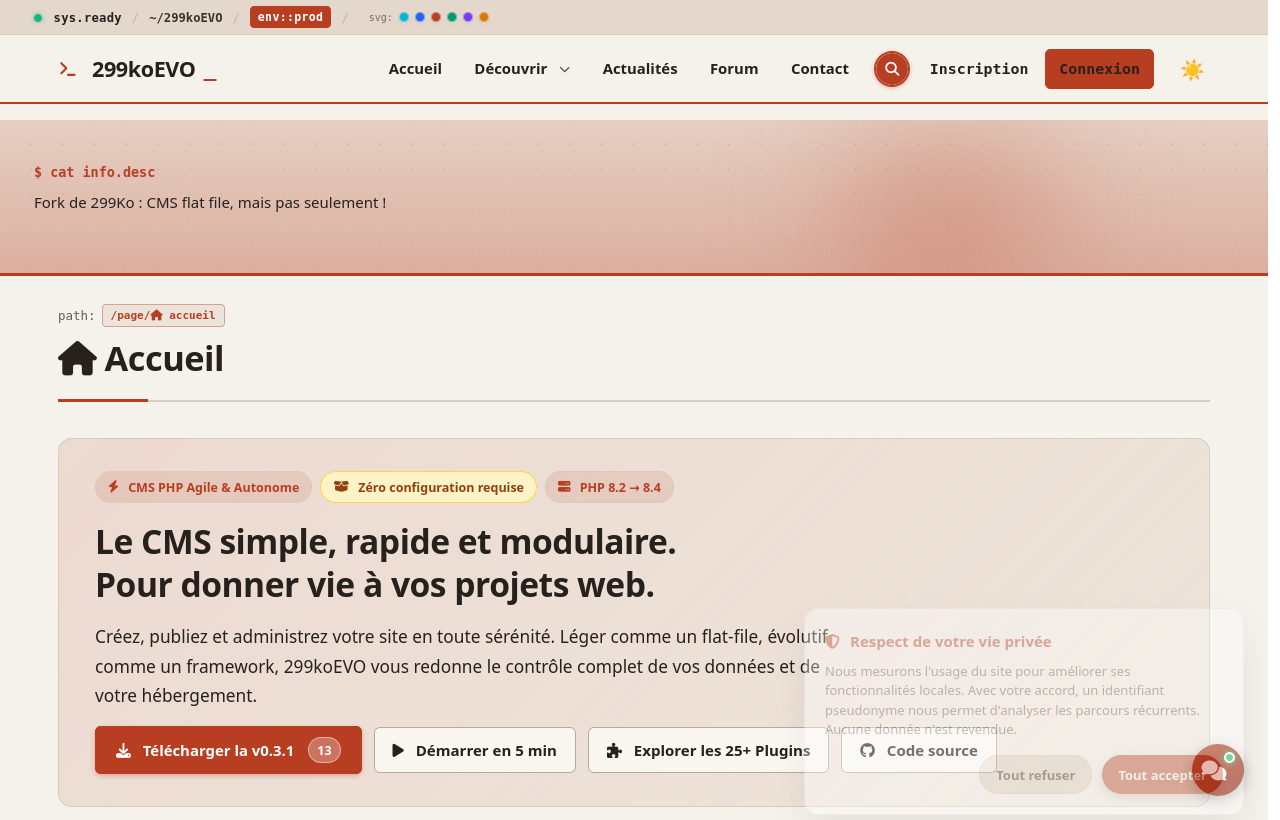 sys.ready / ~/299koEVO / env::prod / svg:
299koEVO _
Accueil Découvrir Actualités Forum Contact Inscription Connexion
$ cat info.desc
Fork de 299Ko : CMS flat file, mais pas seulement !
path: /page/ accueil
Accueil
CMS PHP Agile & Autonome Zéro configuration requise PHP 8.2 → 8.4
Le CMS simple, rapide et modulaire.
Pour donner vie à vos projets web.
Créez, publiez et administrez votre site en toute sérénité. Léger comme un flat-file, évolutif
comme un framework, 299koEVO vous redonne le contrôle complet de vos données et de
votre hébergement.
Télécharger la v0.3.1 13 Démarrer en 5 min Explorer les 25+ Plugins Code source
Respect de votre vie privée
Nous mesurons l'usage du site pour améliorer ses
fonctionnalités locales. Avec votre accord, un identifiant
pseudonyme nous permet d'analyser les parcours récurrents.
Aucune donnée n'est revendue.
Tout refuser Tout accepter